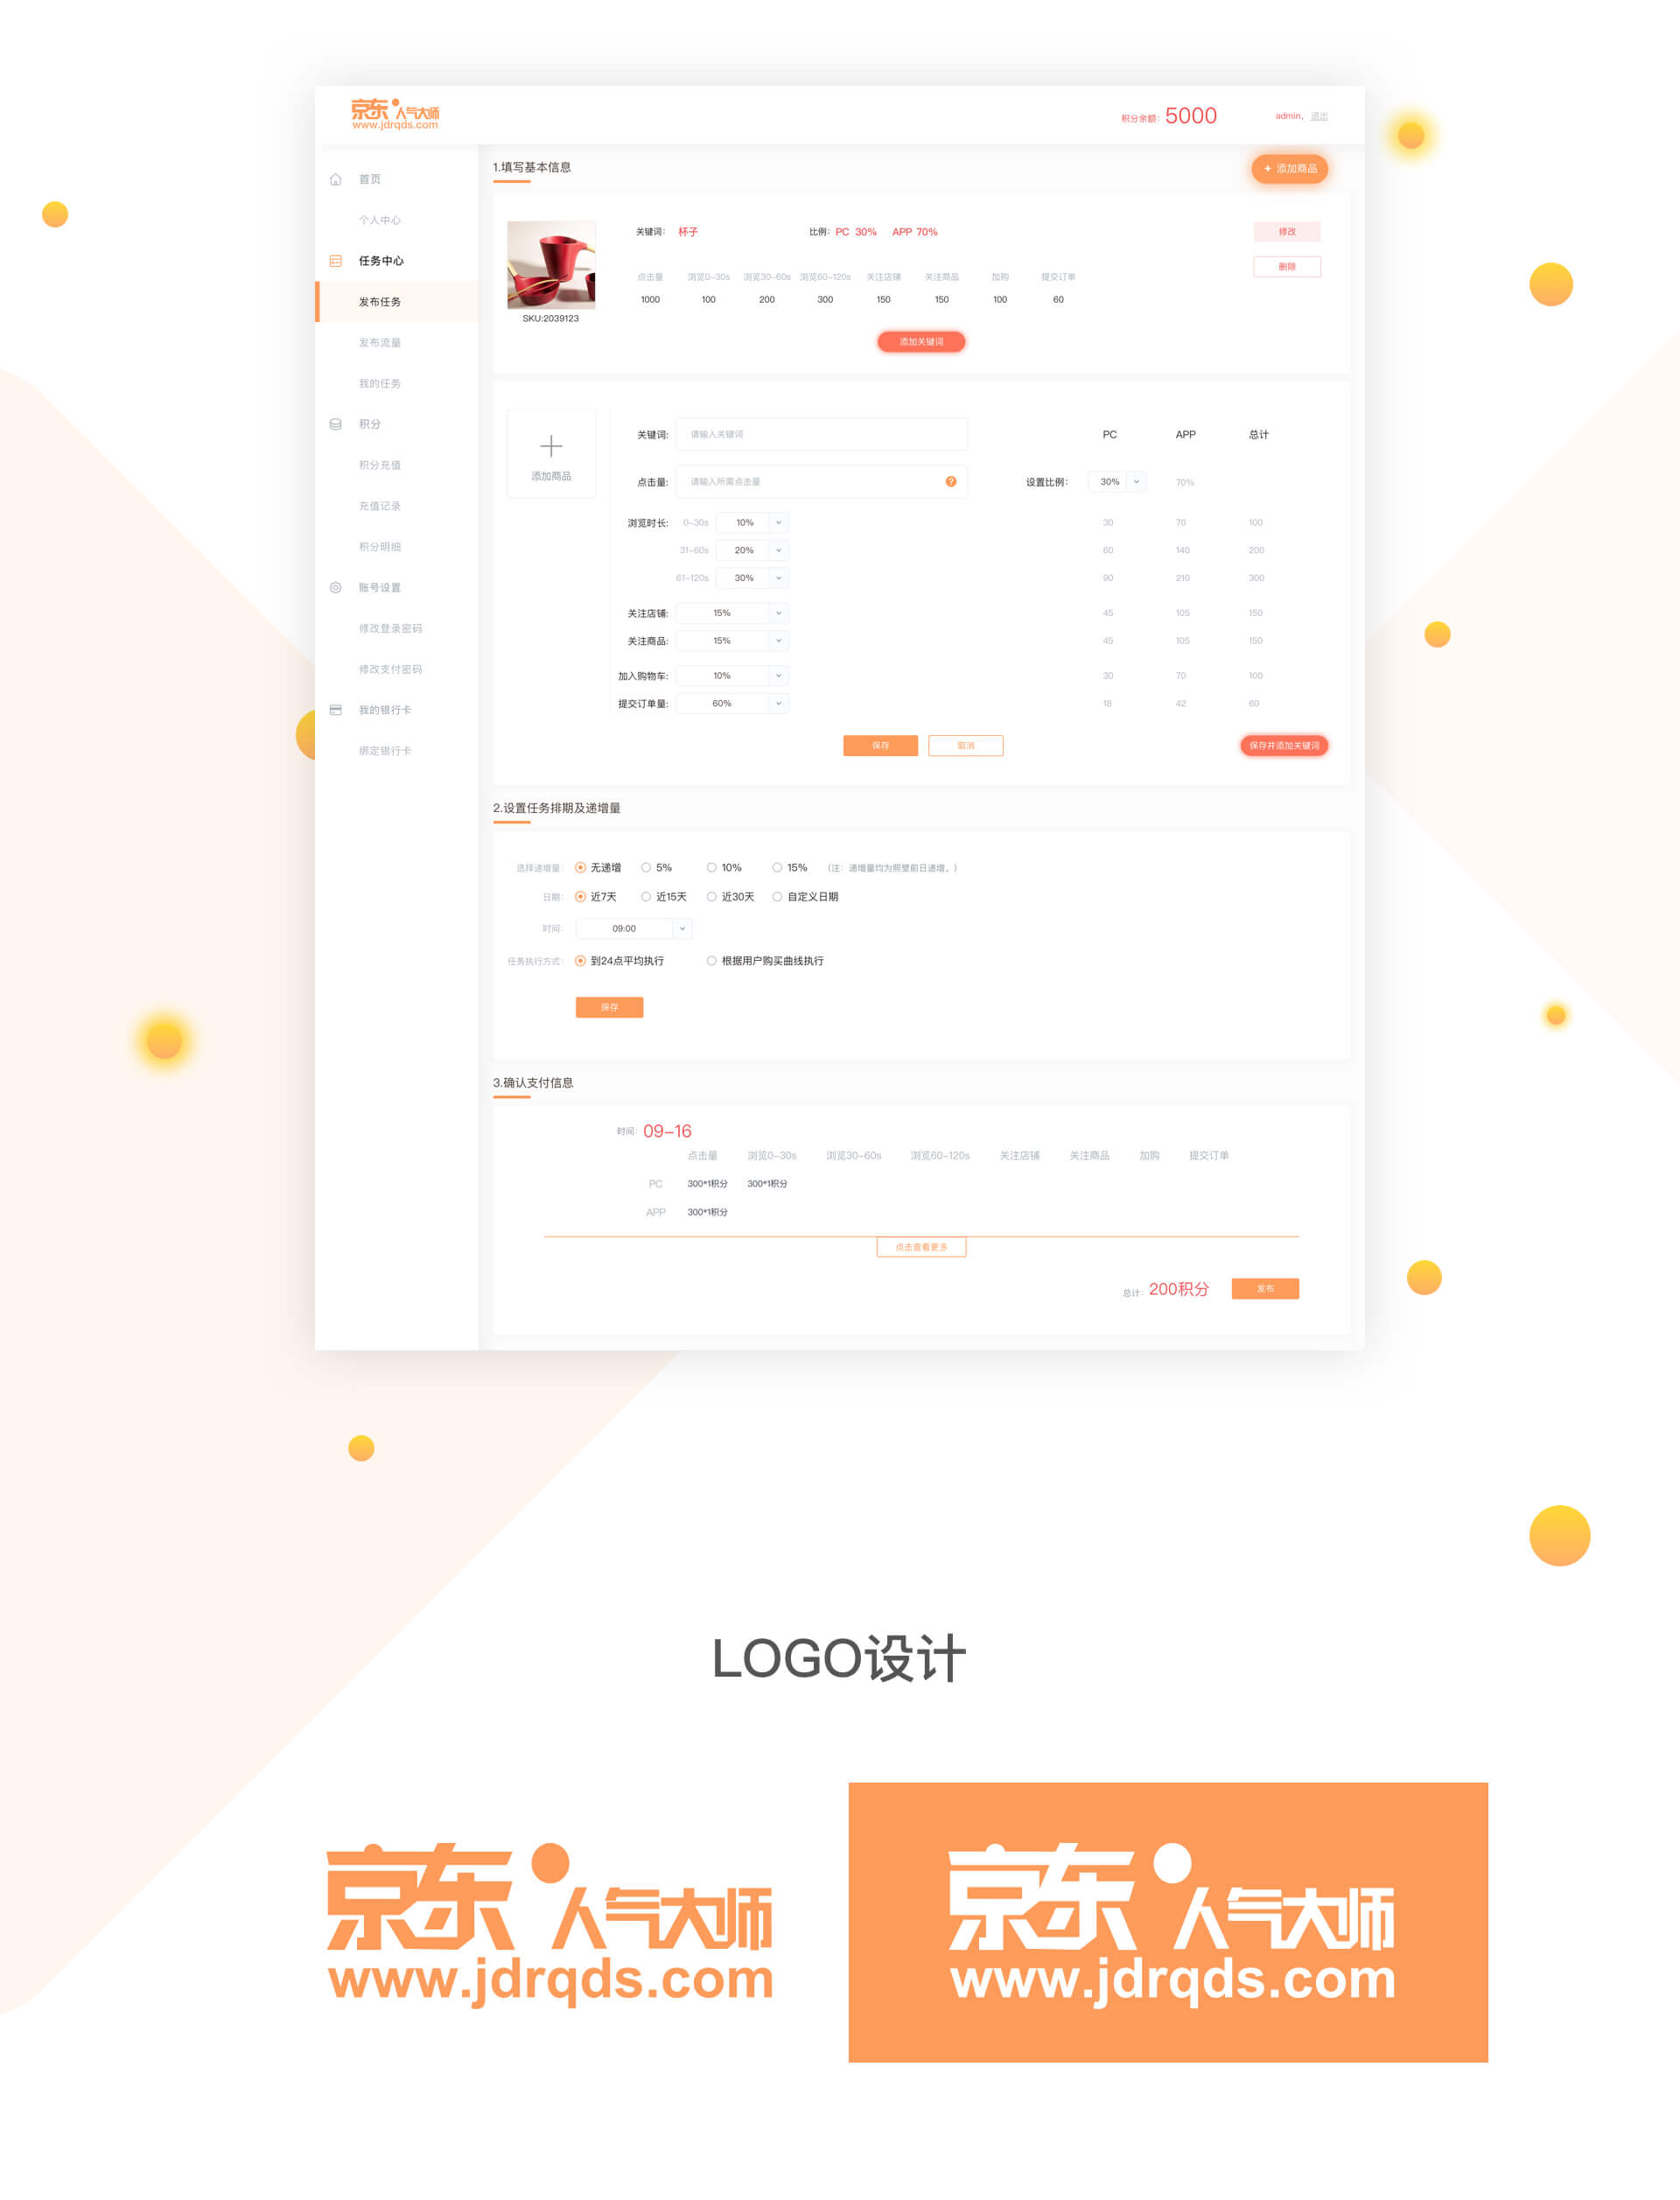 京东人气大师
www.jdrqds.com
积分余额：5000
admin，退出
首页
个人中心
任务中心
发布任务
发布流量
我的任务
积分
积分充值
充值记录
积分明细
账号设置
修改登录密码
修改支付密码
我的银行卡
绑定银行卡
1.填写基本信息
+ 添加商品
关键词： 杯子 比例：PC 30% APP 70%
修改
删除
点击量 浏览0-30s 浏览30-60s 浏览60-120s 关注店铺 关注商品 加购 提交订单
1000 100 200 300 150 150 100 60
SKU:2039123
添加关键词
添加商品
关键词: 请输入关键词 PC APP 总计
点击量: 请输入所需点击量 ? 设置比例: 30% 70%
浏览时长: 0-30s 10% 30 70 100
31-60s 20% 60 140 200
61-120s 30% 90 210 300
关注店铺: 15% 45 105 150
关注商品: 15% 45 105 150
加入购物车: 10% 30 70 100
提交订单量: 60% 18 42 60
保存 取消 保存并添加关键词
2.设置任务排期及递增量
选择递增量: 无递增 5% 10% 15% （注：递增量均为照壁前日递增。）
日期: 近7天 近15天 近30天 自定义日期
时间: 09:00
任务执行方式: 到24点平均执行 根据用户购买曲线执行
保存
3.确认支付信息
时间: 09-16
点击量 浏览0-30s 浏览30-60s 浏览60-120s 关注店铺 关注商品 加购 提交订单
PC 300*1积分 300*1积分
APP 300*1积分
点击查看更多
总计: 200积分 发布
LOGO设计
京东人气大师
www.jdrqds.com
京东人气大师
www.jdrqds.com